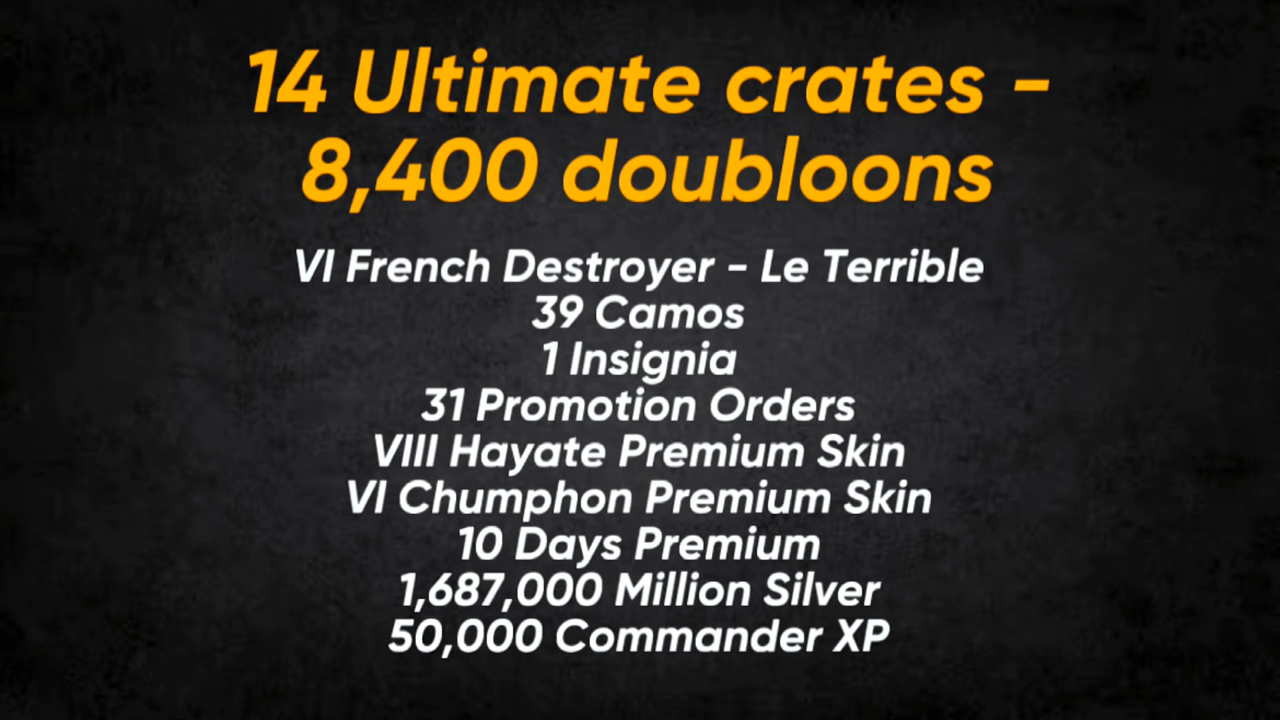 14 Ultimate crates -
8,400 doubloons
VI French Destroyer - Le Terrible
39 Camos
1 Insignia
31 Promotion Orders
VIII Hayate Premium Skin
VI Chumphon Premium Skin
10 Days Premium
1,687,000 Million Silver
50,000 Commander XP